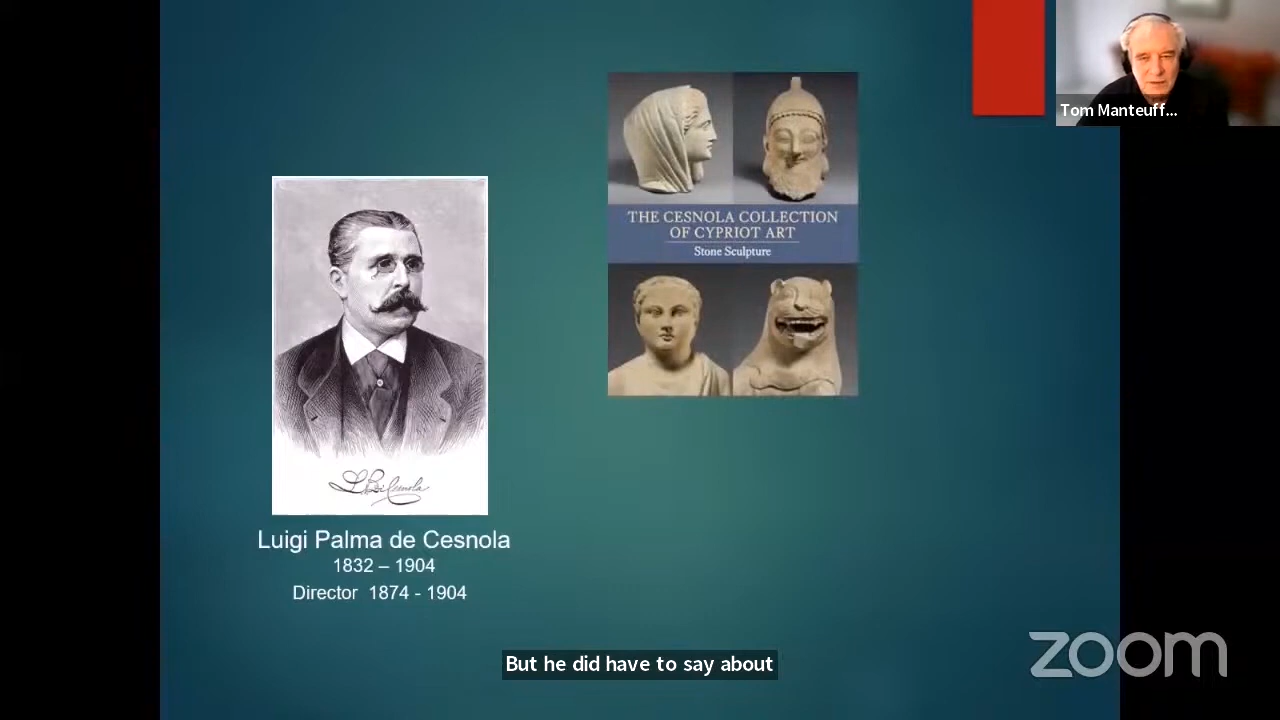 Tom Manteuff...
THE CESNOLA COLLECTION
OF CYPRIOT ART
Stone Sculpture
Luigi Palma de Cesnola
1832 – 1904
Director 1874 - 1904
But he did have to say about
zoom